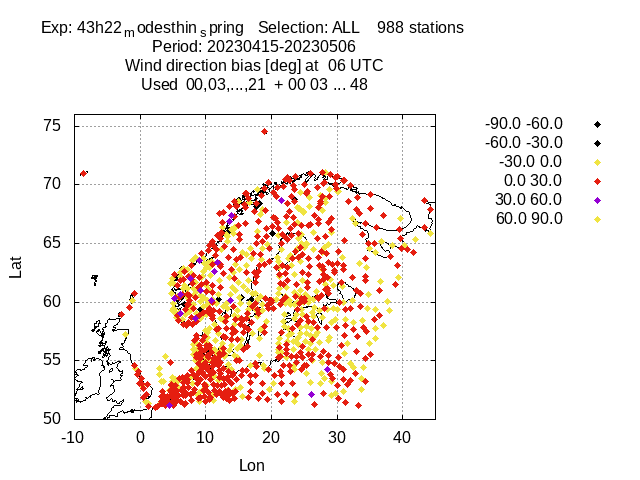 Exp: 43h22modesthinspring Selection: ALL 988 stations
Period: 20230415-20230506
Wind direction bias [deg] at 06 UTC
Used 00,03,...,21 + 00 03 ... 48
-90.0 -60.0
-60.0 -30.0
-30.0 0.0
0.0 30.0
30.0 60.0
60.0 90.0
75
70
65
60
55
50
Lat
-10 0 10 20 30 40
Lon